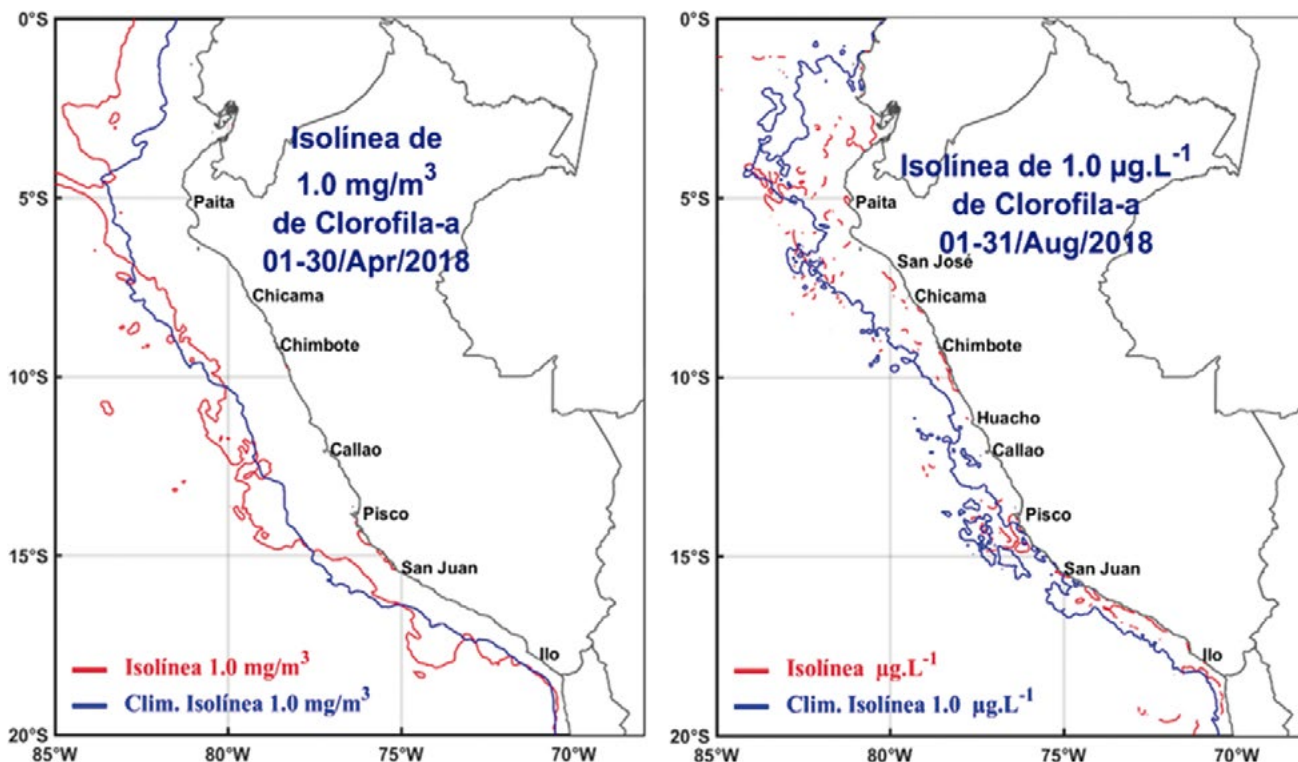 0°S
5°S
10°S
15°S
20°S
85°W
80°W
75°W
70°W
Isolínea de
1.0 mg/m³
de Clorofila-a
01-30/Apr/2018
Paita
Chicama
Chimbote
Callao
Pisco
San Juan
Ilo
Isolínea 1.0 mg/m³
Clim. Isolínea 1.0 mg/m³
0°S
5°S
10°S
15°S
20°S
85°W
80°W
75°W
70°W
Isolínea de 1.0 µg.L⁻¹
de Clorofila-a
01-31/Aug/2018
Paita
San José
Chicama
Chimbote
Huacho
Callao
Pisco
San Juan
Ilo
Isolínea µg.L⁻¹
Clim. Isolínea 1.0 µg.L⁻¹